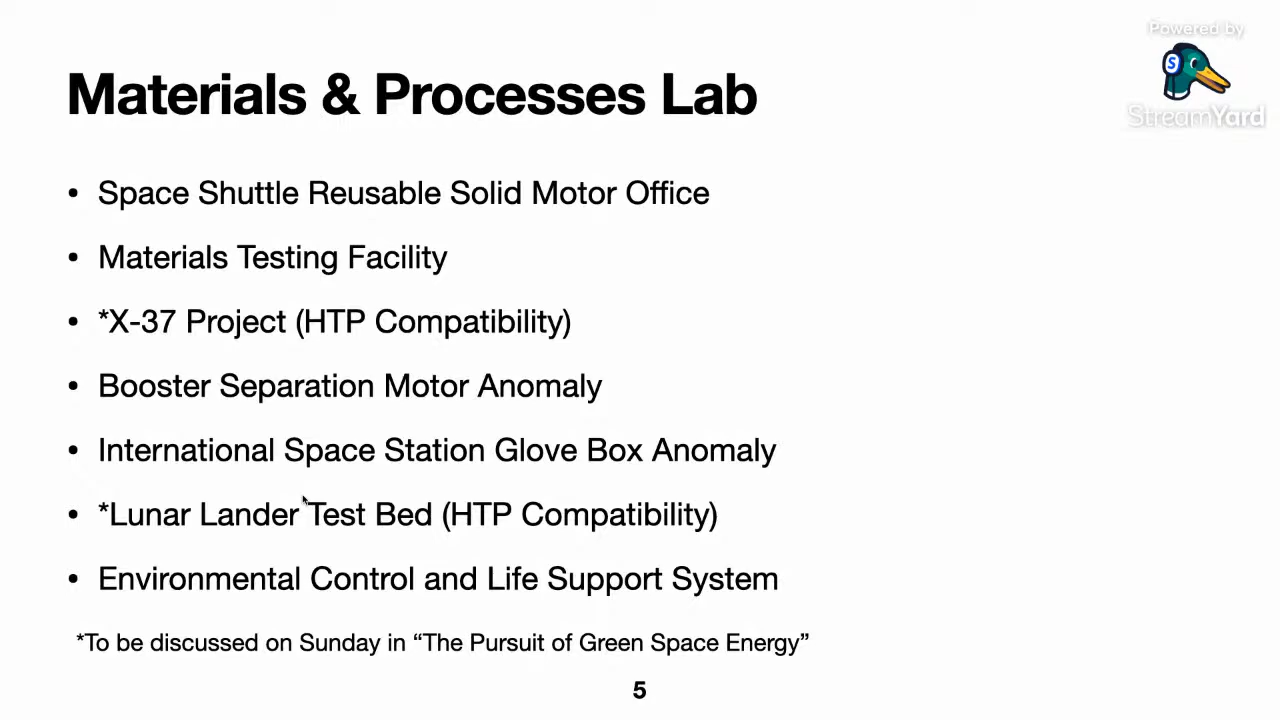 Powered by
S
StreamYard
Materials & Processes Lab
• Space Shuttle Reusable Solid Motor Office
• Materials Testing Facility
• *X-37 Project (HTP Compatibility)
• Booster Separation Motor Anomaly
• International Space Station Glove Box Anomaly
• *Lunar Lander Test Bed (HTP Compatibility)
• Environmental Control and Life Support System
*To be discussed on Sunday in “The Pursuit of Green Space Energy”
5